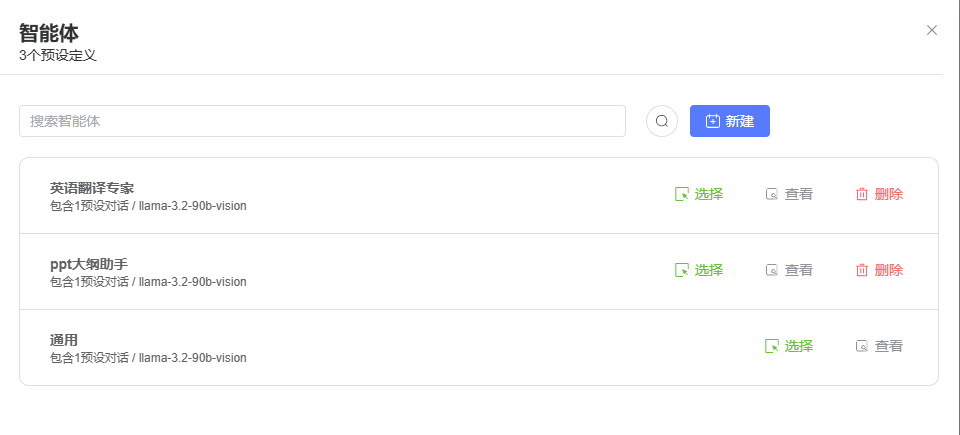 智能体
3个预设定义
搜索智能体
新建
英语翻译专家
包含1预设对话 / llama-3.2-90b-vision
选择 查看 删除
ppt大纲助手
包含1预设对话 / llama-3.2-90b-vision
选择 查看 删除
通用
包含1预设对话 / llama-3.2-90b-vision
选择 查看